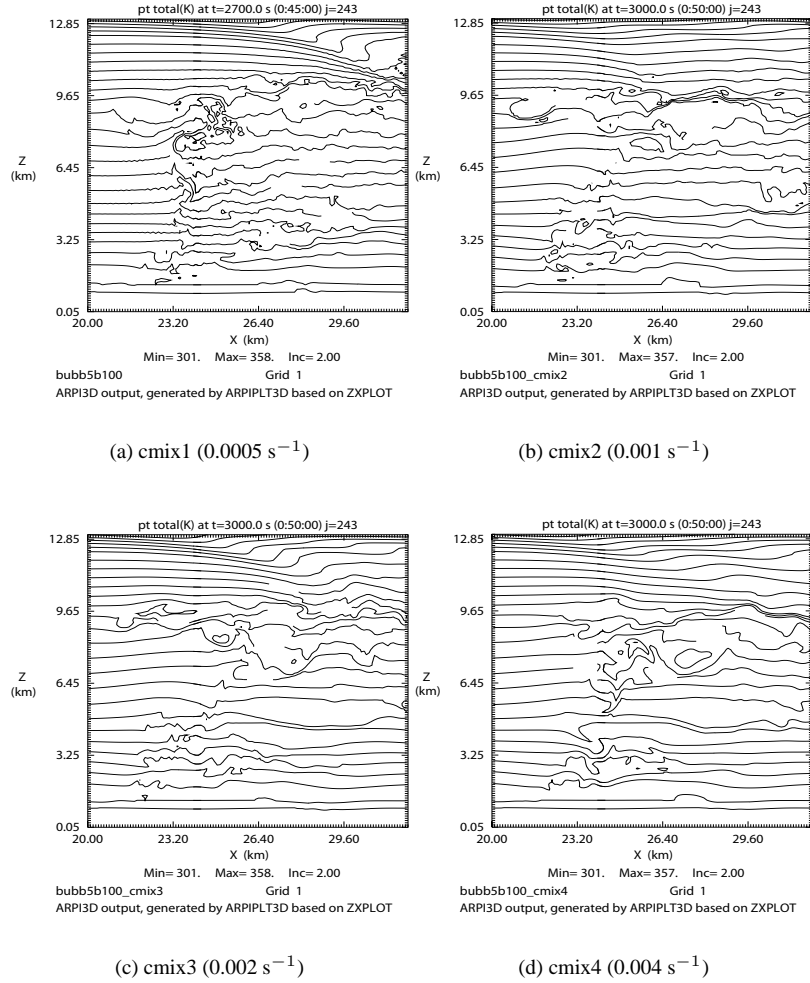 pt total(K) at t=2700.0 s (0:45:00) j=243
12.85
9.65
Z
(km)
6.45
3.25
0.05
20.00 23.20 26.40 29.60
X (km)
Min= 301. Max= 358. Inc= 2.00
bubb5b100 Grid 1
ARPI3D output, generated by ARPIPLT3D based on ZXPLOT
(a) cmix1 (0.0005 s⁻¹)
pt total(K) at t=3000.0 s (0:50:00) j=243
12.85
9.65
Z
(km)
6.45
3.25
0.05
20.00 23.20 26.40 29.60
X (km)
Min= 301. Max= 357. Inc= 2.00
bubb5b100_cmix2 Grid 1
ARPI3D output, generated by ARPIPLT3D based on ZXPLOT
(b) cmix2 (0.001 s⁻¹)
pt total(K) at t=3000.0 s (0:50:00) j=243
12.85
9.65
Z
(km)
6.45
3.25
0.05
20.00 23.20 26.40 29.60
X (km)
Min= 301. Max= 358. Inc= 2.00
bubb5b100_cmix3 Grid 1
ARPI3D output, generated by ARPIPLT3D based on ZXPLOT
(c) cmix3 (0.002 s⁻¹)
pt total(K) at t=3000.0 s (0:50:00) j=243
12.85
9.65
Z
(km)
6.45
3.25
0.05
20.00 23.20 26.40 29.60
X (km)
Min= 301. Max= 357. Inc= 2.00
bubb5b100_cmix4 Grid 1
ARPI3D output, generated by ARPIPLT3D based on ZXPLOT
(d) cmix4 (0.004 s⁻¹)